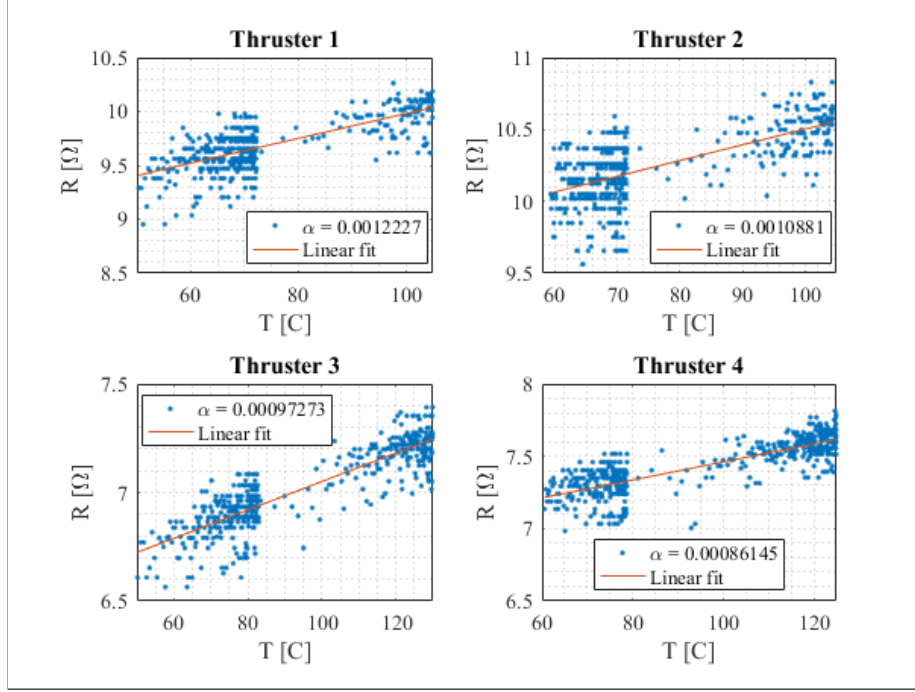 Thruster 1
10.5
10
9.5
9
8.5
R [Ω]
α = 0.0012227
Linear fit
60 80 100
T [C]
Thruster 2
11
10.5
10
9.5
R [Ω]
α = 0.0010881
Linear fit
60 70 80 90 100
T [C]
Thruster 3
7.5
7
6.5
R [Ω]
α = 0.00097273
Linear fit
60 80 100 120
T [C]
Thruster 4
8
7.5
7
6.5
R [Ω]
α = 0.00086145
Linear fit
60 80 100 120
T [C]